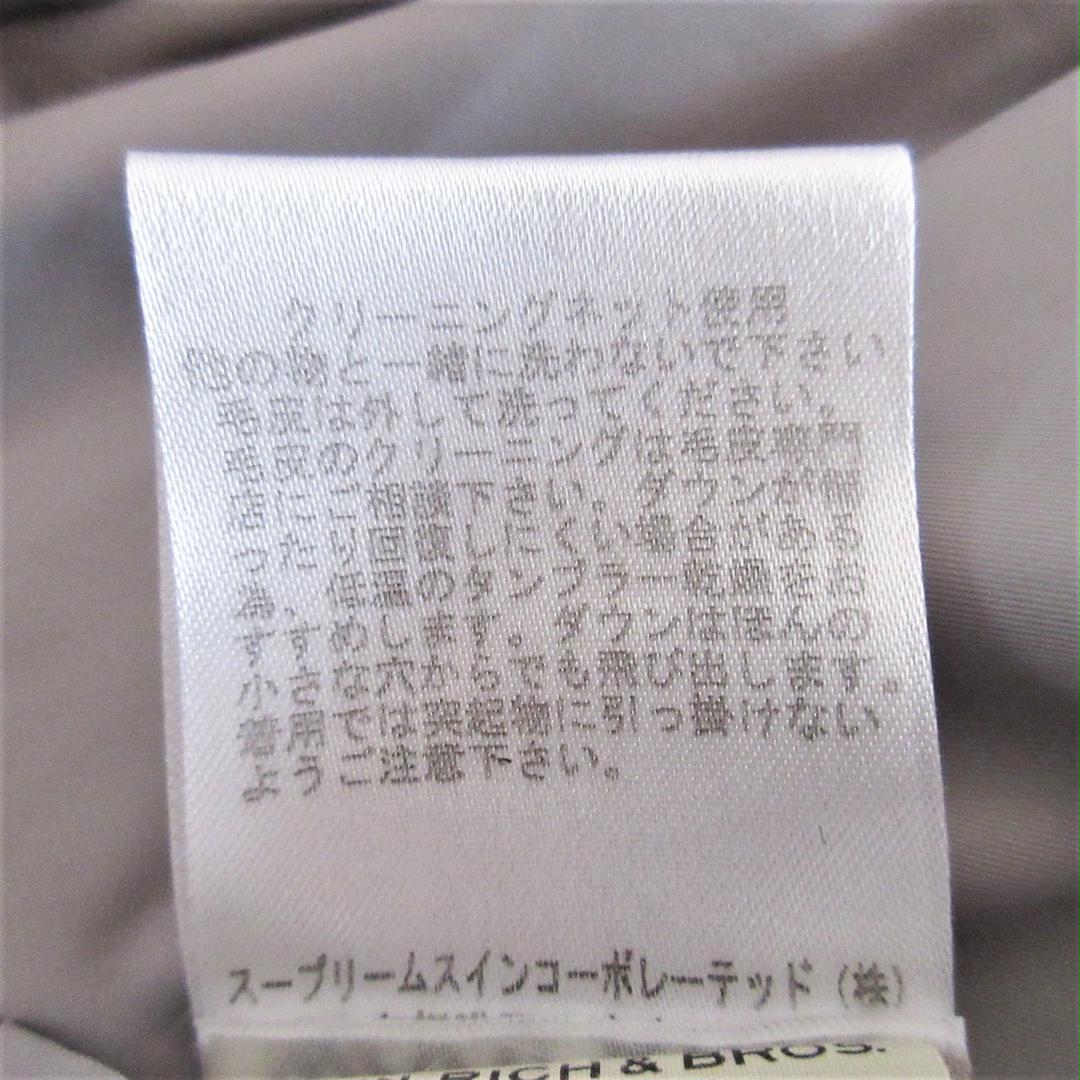 クリーニングネット使用
他の物と一緒に洗わないで下さい
毛皮は外して洗ってください。
毛皮のクリーニングは毛皮専門
店にご相談下さい。ダウンが偏
った り回復しにくい場合がある
為、低温のタンブラー乾燥をお
すすめします。ダウンはほんの
小さな穴からでも飛び出します。
着用では突起物に引っ掛けない
ようご注意下さい。
スープリームスインコーポレーテッド（株）
RICH & BROS.